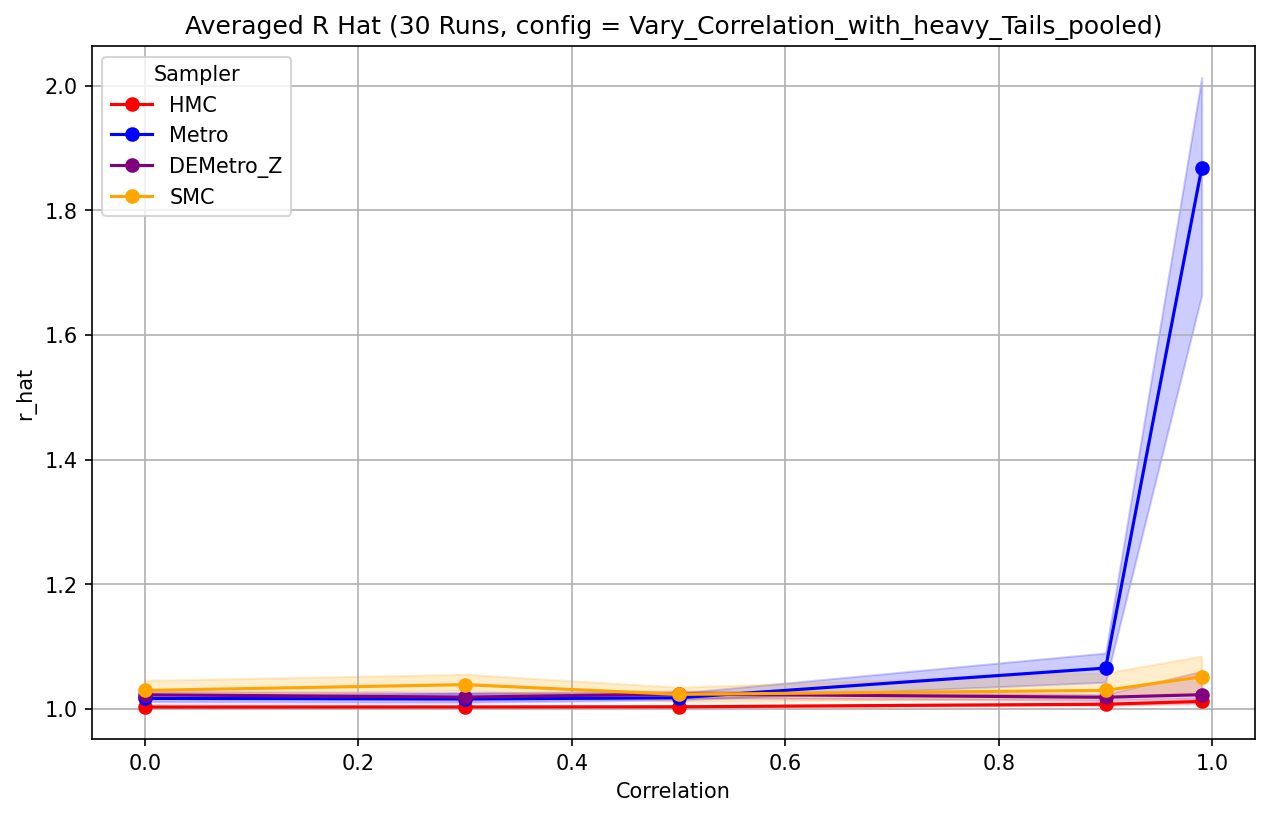 Averaged R Hat (30 Runs, config = Vary_Correlation_with_heavy_Tails_pooled)
Sampler
HMC
Metro
DEMetro_Z
SMC
r_hat
2.0
1.8
1.6
1.4
1.2
1.0
0.0 0.2 0.4 0.6 0.8 1.0
Correlation